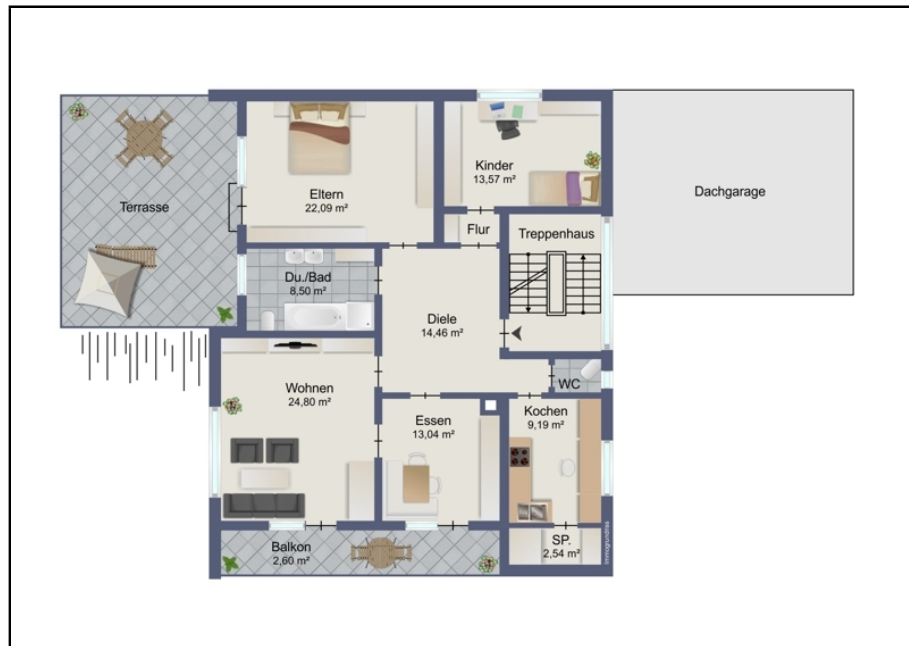 Kinder
13,57 m²
Eltern
22,09 m²
Terrasse
Dachgarage
Flur
Treppenhaus
Du./Bad
8,50 m²
Diele
14,46 m²
Wohnen
24,80 m²
WC
Essen
13,04 m²
Kochen
9,19 m²
SP.
2,54 m²
Balkon
2,60 m²
immogrundriss